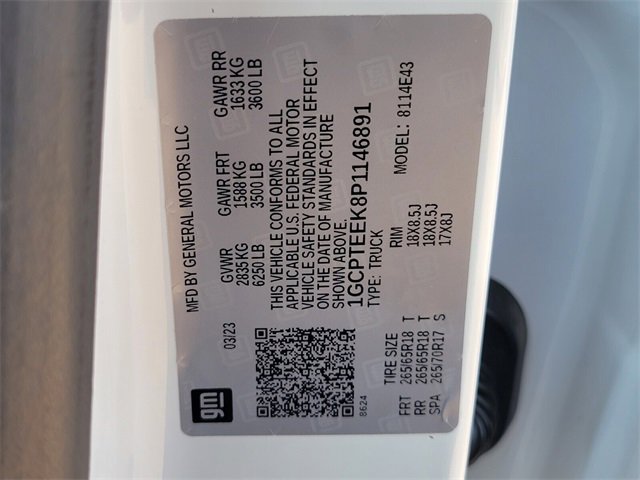 gm
MFD BY GENERAL MOTORS LLC
03/23
GVWR GAWR FRT GAWR RR
2835 KG 1588 KG 1633 KG
6250 LB 3500 LB 3600 LB
THIS VEHICLE CONFORMS TO ALL
APPLICABLE U.S. FEDERAL MOTOR
VEHICLE SAFETY STANDARDS IN EFFECT
ON THE DATE OF MANUFACTURE
SHOWN ABOVE.
1GCPTEEK8P1146891
TYPE: TRUCK MODEL: 8114E43
8624
TIRE SIZE RIM
FRT 265/65R18 T 18X8.5J
RR 265/65R18 T 18X8.5J
SPA 265/70R17 S 17X8J